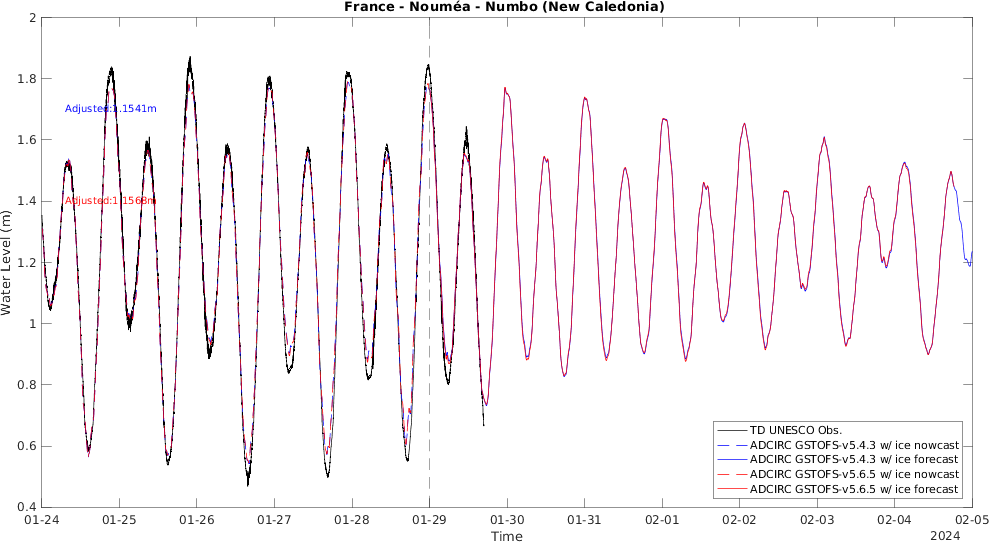 France - Nouméa - Numbo (New Caledonia)
2
1.8
1.6
1.4
1.2
1
0.8
0.6
0.4
Water Level (m)
Adjusted:1.1541m
Adjusted:1.1568m
TD UNESCO Obs.
ADCIRC GSTOFS-v5.4.3 w/ ice nowcast
ADCIRC GSTOFS-v5.4.3 w/ ice forecast
ADCIRC GSTOFS-v5.6.5 w/ ice nowcast
ADCIRC GSTOFS-v5.6.5 w/ ice forecast
01-24 01-25 01-26 01-27 01-28 01-29 01-30 01-31 02-01 02-02 02-03 02-04 02-05
Time
2024